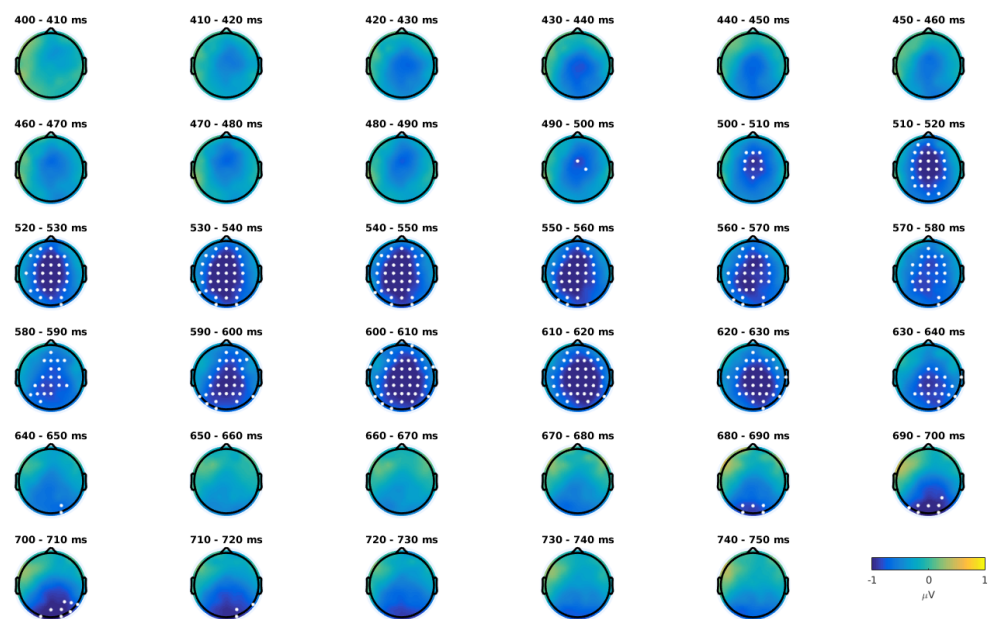 400 - 410 ms 410 - 420 ms 420 - 430 ms 430 - 440 ms 440 - 450 ms 450 - 460 ms
460 - 470 ms 470 - 480 ms 480 - 490 ms 490 - 500 ms 500 - 510 ms 510 - 520 ms
520 - 530 ms 530 - 540 ms 540 - 550 ms 550 - 560 ms 560 - 570 ms 570 - 580 ms
580 - 590 ms 590 - 600 ms 600 - 610 ms 610 - 620 ms 620 - 630 ms 630 - 640 ms
640 - 650 ms 650 - 660 ms 660 - 670 ms 670 - 680 ms 680 - 690 ms 690 - 700 ms
700 - 710 ms 710 - 720 ms 720 - 730 ms 730 - 740 ms 740 - 750 ms
-1 0 1
μV